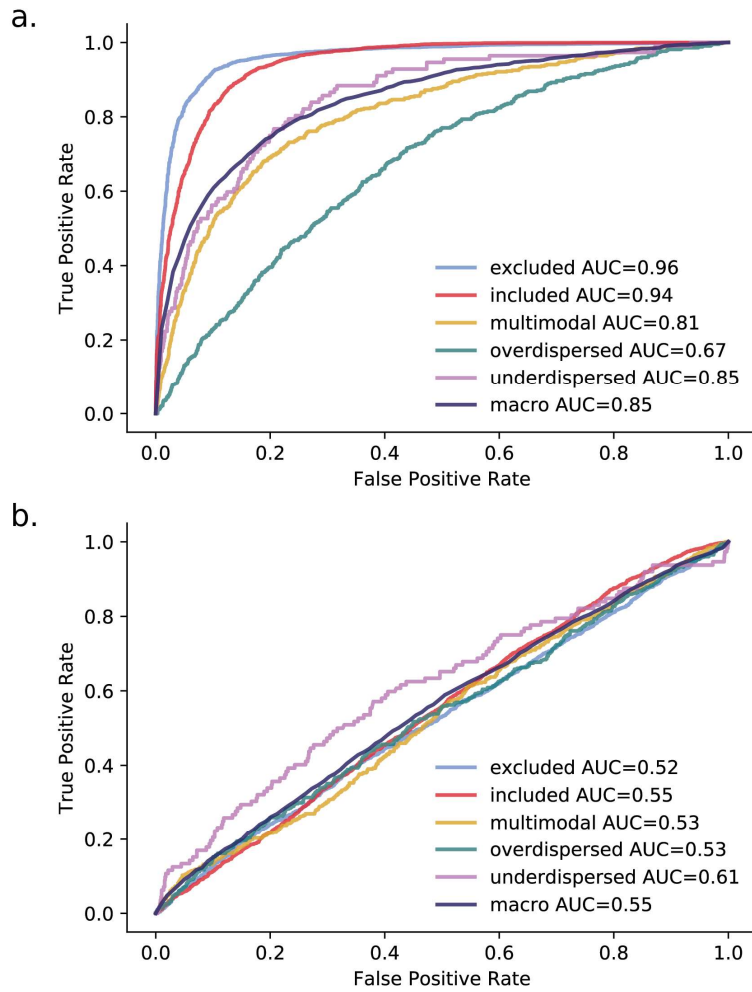 a.
1.0
0.8
0.6
0.4
0.2
0.0
True Positive Rate
excluded AUC=0.96
included AUC=0.94
multimodal AUC=0.81
overdispersed AUC=0.67
underdispersed AUC=0.85
macro AUC=0.85
0.0 0.2 0.4 0.6 0.8 1.0
False Positive Rate
b.
1.0
0.8
0.6
0.4
0.2
0.0
True Positive Rate
excluded AUC=0.52
included AUC=0.55
multimodal AUC=0.53
overdispersed AUC=0.53
underdispersed AUC=0.61
macro AUC=0.55
0.0 0.2 0.4 0.6 0.8 1.0
False Positive Rate